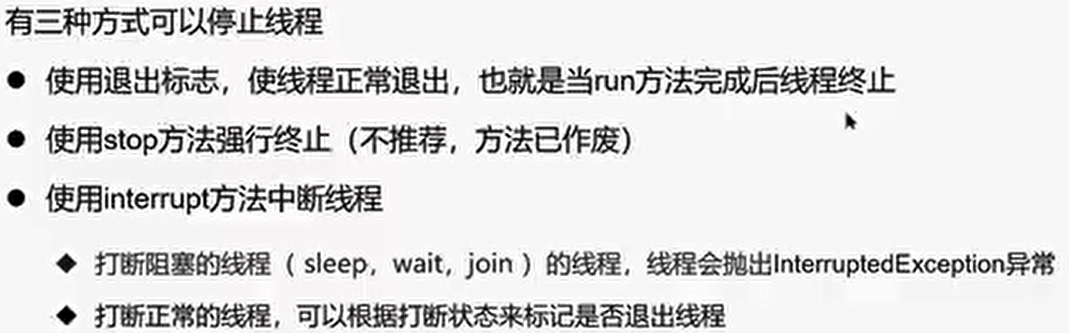 有三种方式可以停止线程
● 使用退出标志，使线程正常退出，也就是当run方法完成后线程终止
● 使用stop方法强行终止（不推荐，方法已作废）
● 使用interrupt方法中断线程
◆ 打断阻塞的线程（ sleep，wait，join ）的线程，线程会抛出InterruptedException异常
◆ 打断正常的线程，可以根据打断状态来标记是否退出线程